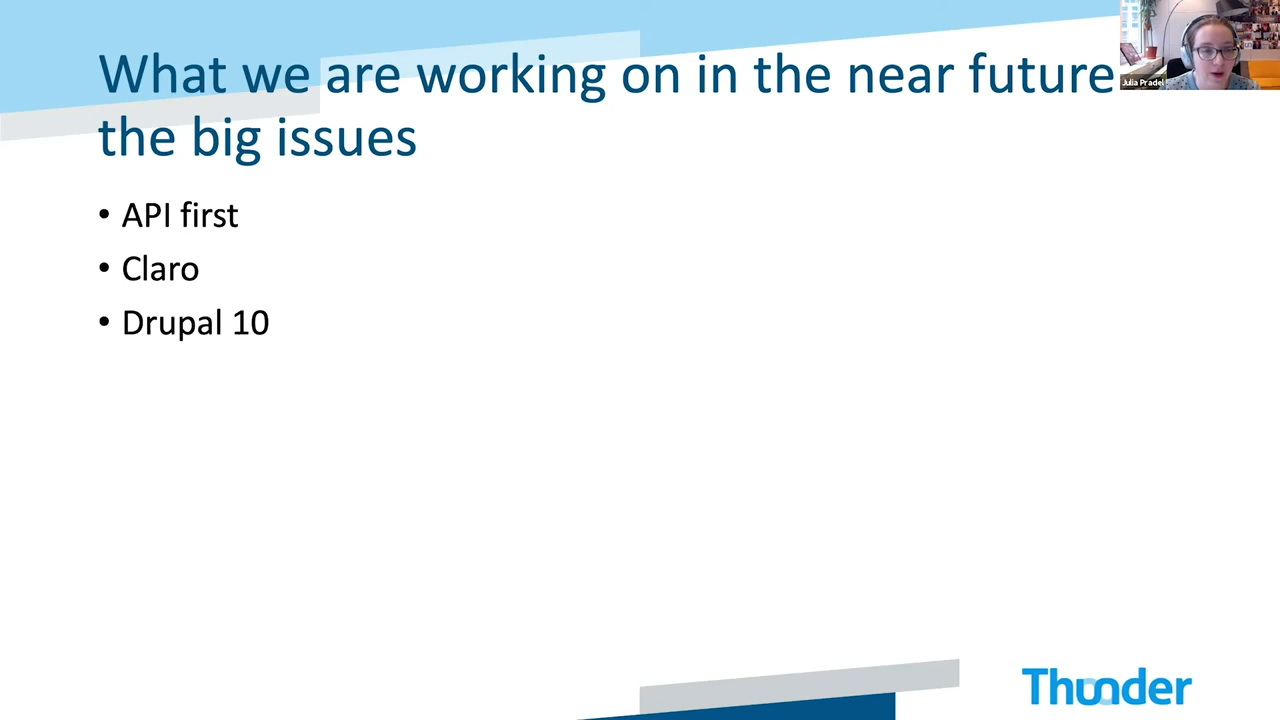 What we are working on in the near future
the big issues
• API first
• Claro
• Drupal 10
Julia Pradel
Thunder